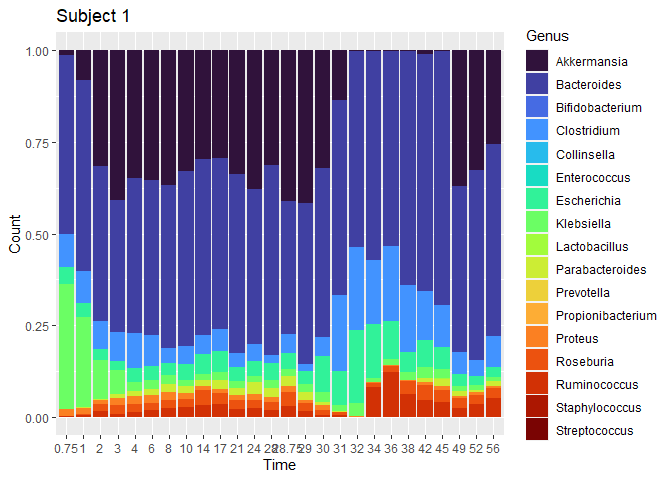 Subject 1
Genus
Akkermansia
Bacteroides
Bifidobacterium
Clostridium
Collinsella
Enterococcus
Escherichia
Klebsiella
Lactobacillus
Parabacteroides
Prevotella
Propionibacterium
Proteus
Roseburia
Ruminococcus
Staphylococcus
Streptococcus
Count
1.00
0.75
0.50
0.25
0.00
0.75 1 2 3 4 6 8 10 14 17 21 24 28 28.75 29 30 31 32 34 36 38 42 45 49 52 56
Time